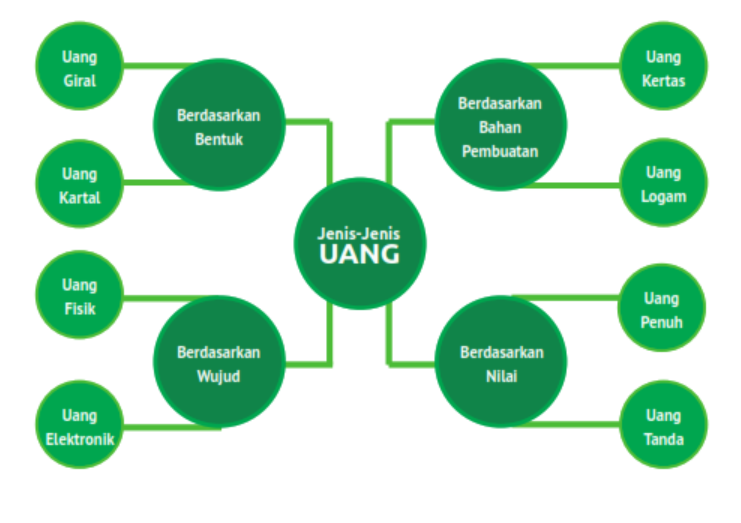 Uang
Giral
Berdasarkan
Bentuk
Uang
Kartal
Uang
Fisik
Berdasarkan
Wujud
Uang
Elektronik
Jenis-Jenis
UANG
Berdasarkan
Bahan
Pembuatan
Uang
Kertas
Uang
Logam
Berdasarkan
Nilai
Uang
Penuh
Uang
Tanda